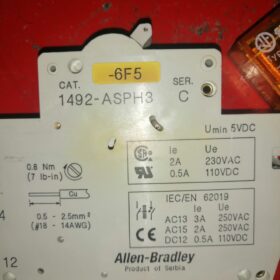 -6F5
CAT.
SER.
1492-ASPH3
C
Umin 5VDC
Ie Ue
2A 230VAC
0.5A 110VDC
0.8 Nm
(7 lb-in)
Cu
IEC/EN 62019
Ie Ue
AC13 3A 250VAC
AC15 2A 250VAC
DC12 0.5A 110VDC
0.5 - 2.5mm²
(#18 - 14AWG)
4
12
Allen-Bradley
Product of Serbia